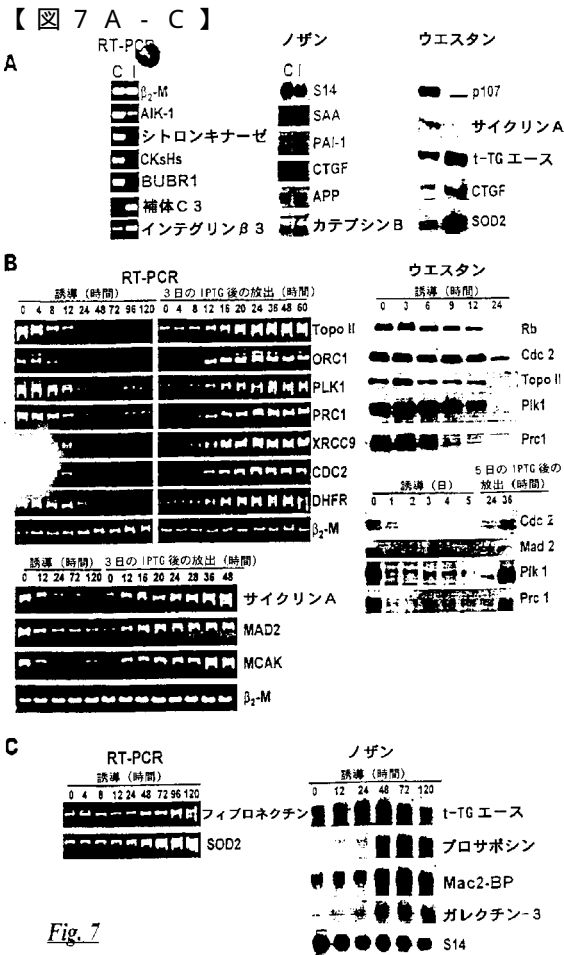 【図７Ａ－Ｃ】
A
RT-PCR
C I
β2-M
AIK-1
シトロンキナーゼ
CKsHs
BUBR1
補体C3
インテグリンβ3
ノザン
C I
S14
SAA
PAI-1
CTGF
APP
カテプシンB
ウエスタン
p107
サイクリンA
t-TGエース
CTGF
SOD2
B
RT-PCR
誘導（時間） 3日のIPTG後の放出（時間）
0 4 8 12 24 48 72 96 120 0 4 8 12 16 20 24 28 36 48 60
Topo II
ORC1
PLK1
PRC1
XRCC9
CDC2
DHFR
β2-M
誘導（時間） 3日のIPTG後の放出（時間）
0 12 24 72 120 0 12 16 20 24 28 36 48
サイクリンA
MAD2
MCAK
β2-M
ウエスタン
誘導（時間）
0 3 6 9 12 24
Rb
Cdc 2
Topo II
Plk1
Prc1
誘導（日） 5日のIPTG後の放出（時間）
0 1 2 3 4 5 24 36
Cdc 2
Mad 2
Plk 1
Prc 1
C
RT-PCR
誘導（時間）
0 4 8 12 24 48 72 96 120
フィブロネクチン
SOD2
ノザン
誘導（時間）
0 12 24 48 72 120
t-TGエース
プロサポシン
Mac2-BP
ガレクチン-3
S14
Fig. 7